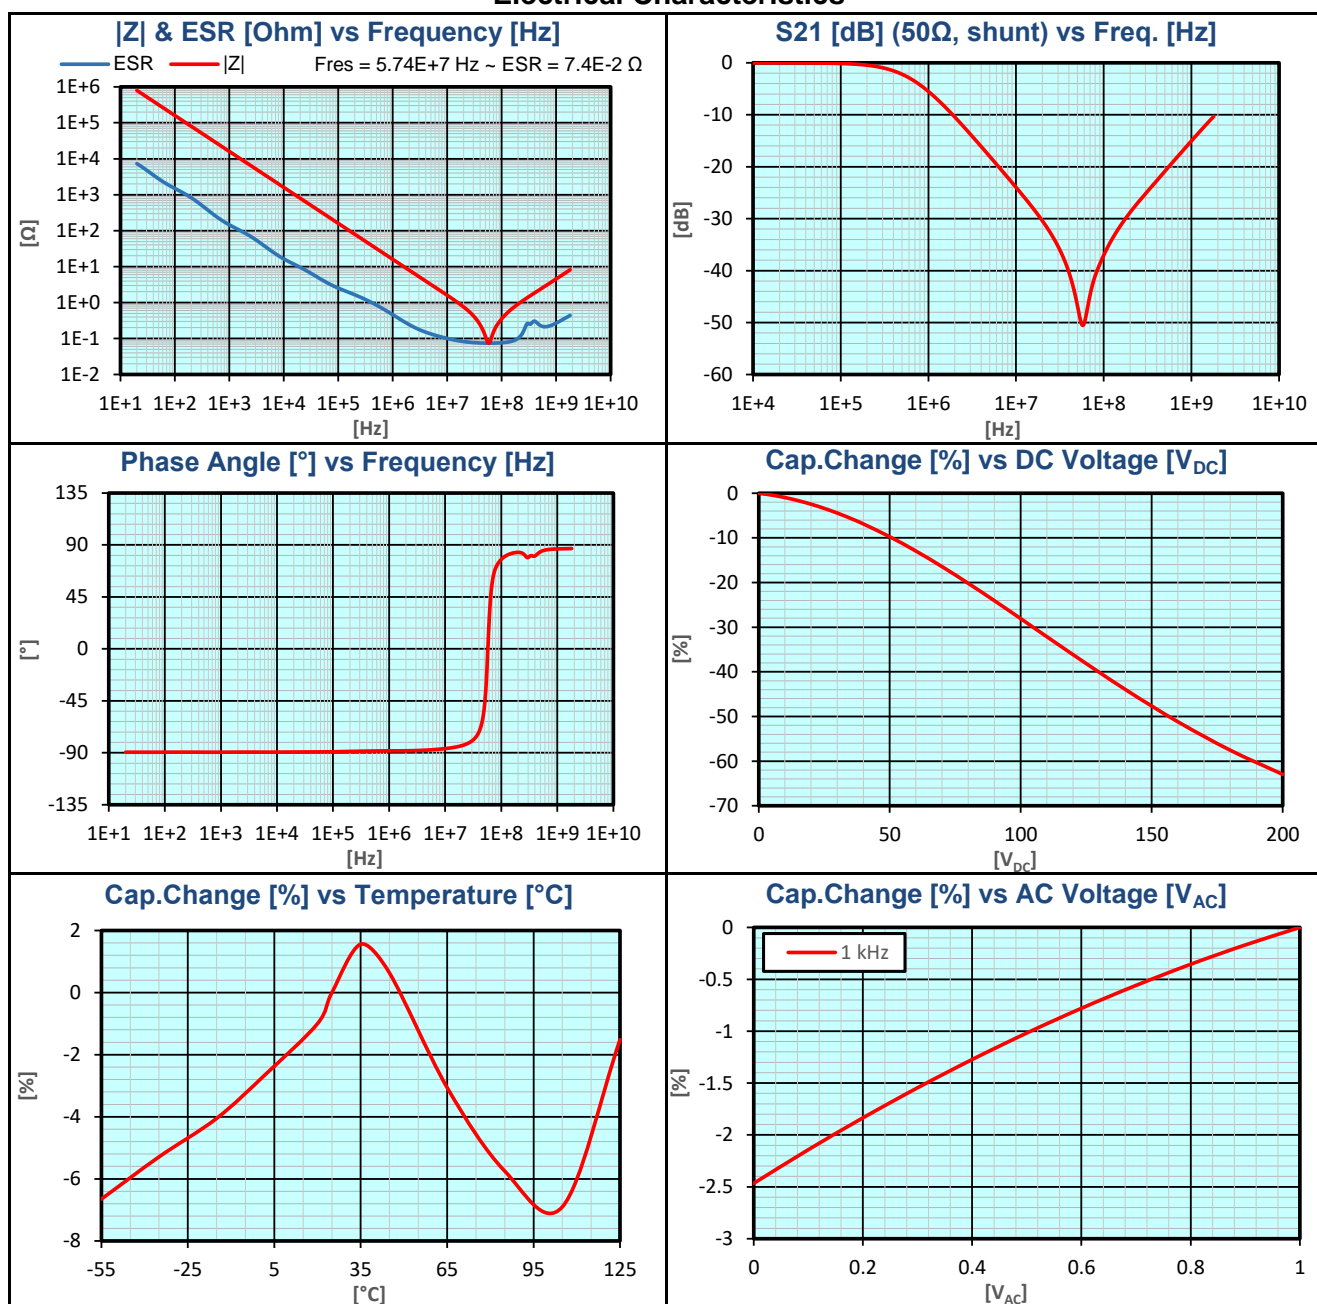 Electrical Characteristics
|Z| & ESR [Ohm] vs Frequency [Hz]
ESR |Z| Fres = 5.74E+7 Hz ~ ESR = 7.4E-2 Ω
1E+6
1E+5
1E+4
1E+3
1E+2
1E+1
1E+0
1E-1
1E-2
[Ω]
1E+1 1E+2 1E+3 1E+4 1E+5 1E+6 1E+7 1E+8 1E+9 1E+10
[Hz]
S21 [dB] (50Ω, shunt) vs Freq. [Hz]
0
-10
-20
-30
-40
-50
-60
[dB]
1E+4 1E+5 1E+6 1E+7 1E+8 1E+9 1E+10
[Hz]
Phase Angle [°] vs Frequency [Hz]
135
90
45
0
-45
-90
-135
[°]
1E+1 1E+2 1E+3 1E+4 1E+5 1E+6 1E+7 1E+8 1E+9 1E+10
[Hz]
Cap.Change [%] vs DC Voltage [VDC]
0
-10
-20
-30
-40
-50
-60
-70
[%]
0 50 100 150 200
[VDC]
Cap.Change [%] vs Temperature [°C]
2
0
-2
-4
-6
-8
[%]
-55 -25 5 35 65 95 125
[°C]
Cap.Change [%] vs AC Voltage [VAC]
1 kHz
0
-0.5
-1
-1.5
-2
-2.5
-3
[%]
0 0.2 0.4 0.6 0.8 1
[VAC]